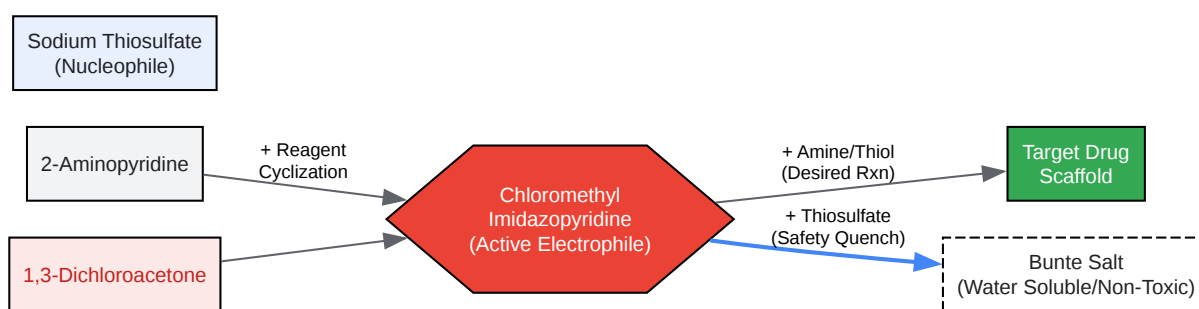 Sodium Thiosulfate
(Nucleophile)
2-Aminopyridine
1,3-Dichloroacetone
+ Reagent
Cyclization
Chloromethyl
Imidazopyridine
(Active Electrophile)
+ Amine/Thiol
(Desired Rxn)
+ Thiosulfate
(Safety Quench)
Target Drug
Scaffold
Bunte Salt
(Water Soluble/Non-Toxic)